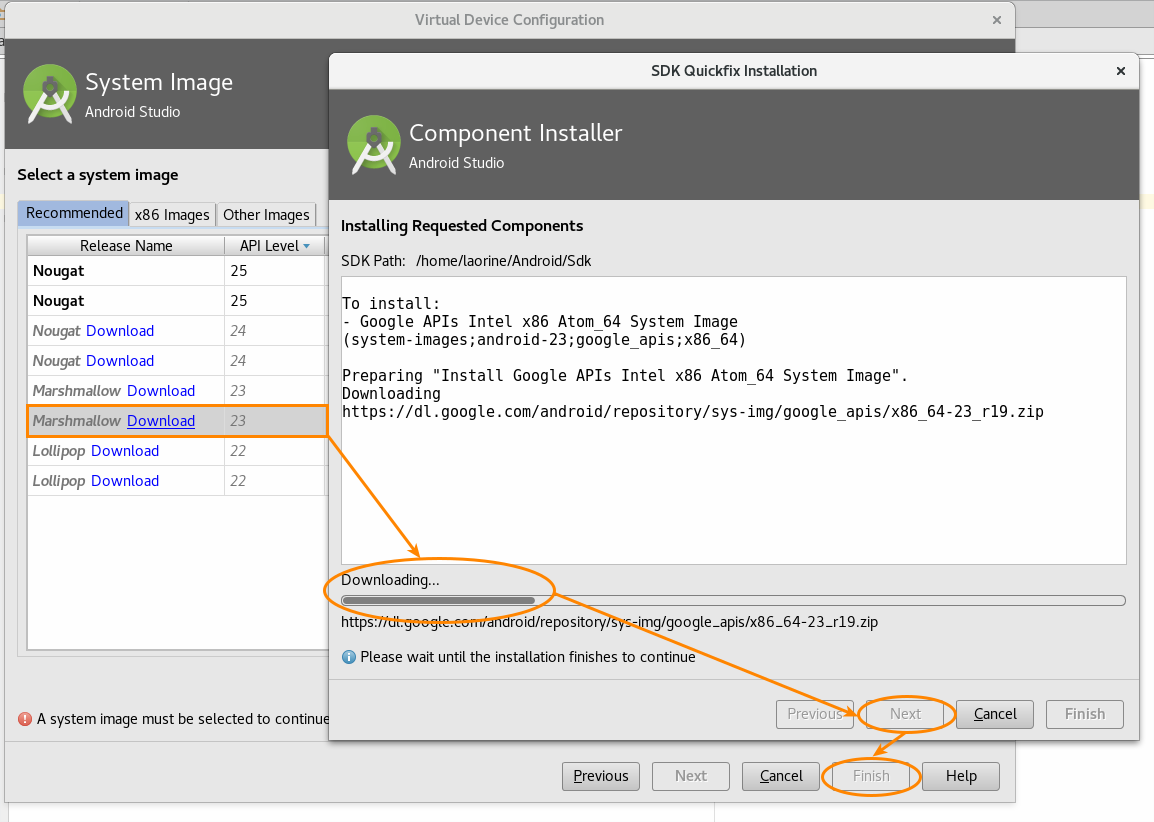 Virtual Device Configuration
System Image
Android Studio
Select a system image
Recommended x86 Images Other Images
Release Name API Level
Nougat 25
Nougat 25
Nougat Download 24
Nougat Download 24
Marshmallow Download 23
Marshmallow Download 23
Lollipop Download 22
Lollipop Download 22
A system image must be selected to continue
Previous Next Cancel Finish Help
SDK Quickfix Installation
Component Installer
Android Studio
Installing Requested Components
SDK Path: /home/laorine/Android/Sdk
To install:
- Google APIs Intel x86 Atom_64 System Image
(system-images;android-23;google_apis;x86_64)
Preparing "Install Google APIs Intel x86 Atom_64 System Image".
Downloading
https://dl.google.com/android/repository/sys-img/google_apis/x86_64-23_r19.zip
Downloading...
https://dl.google.com/android/repository/sys-img/google_apis/x86_64-23_r19.zip
Please wait until the installation finishes to continue
Previous Next Cancel Finish